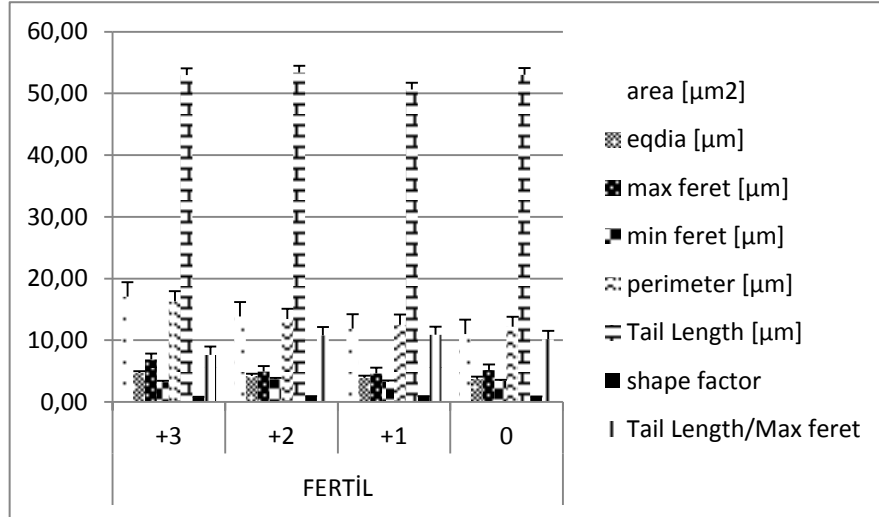 60,00
50,00
40,00
30,00
20,00
10,00
0,00
+3 +2 +1 0
FERTİL
area [µm2]
eqdia [µm]
max feret [µm]
min feret [µm]
perimeter [µm]
Tail Length [µm]
shape factor
Tail Length/Max feret